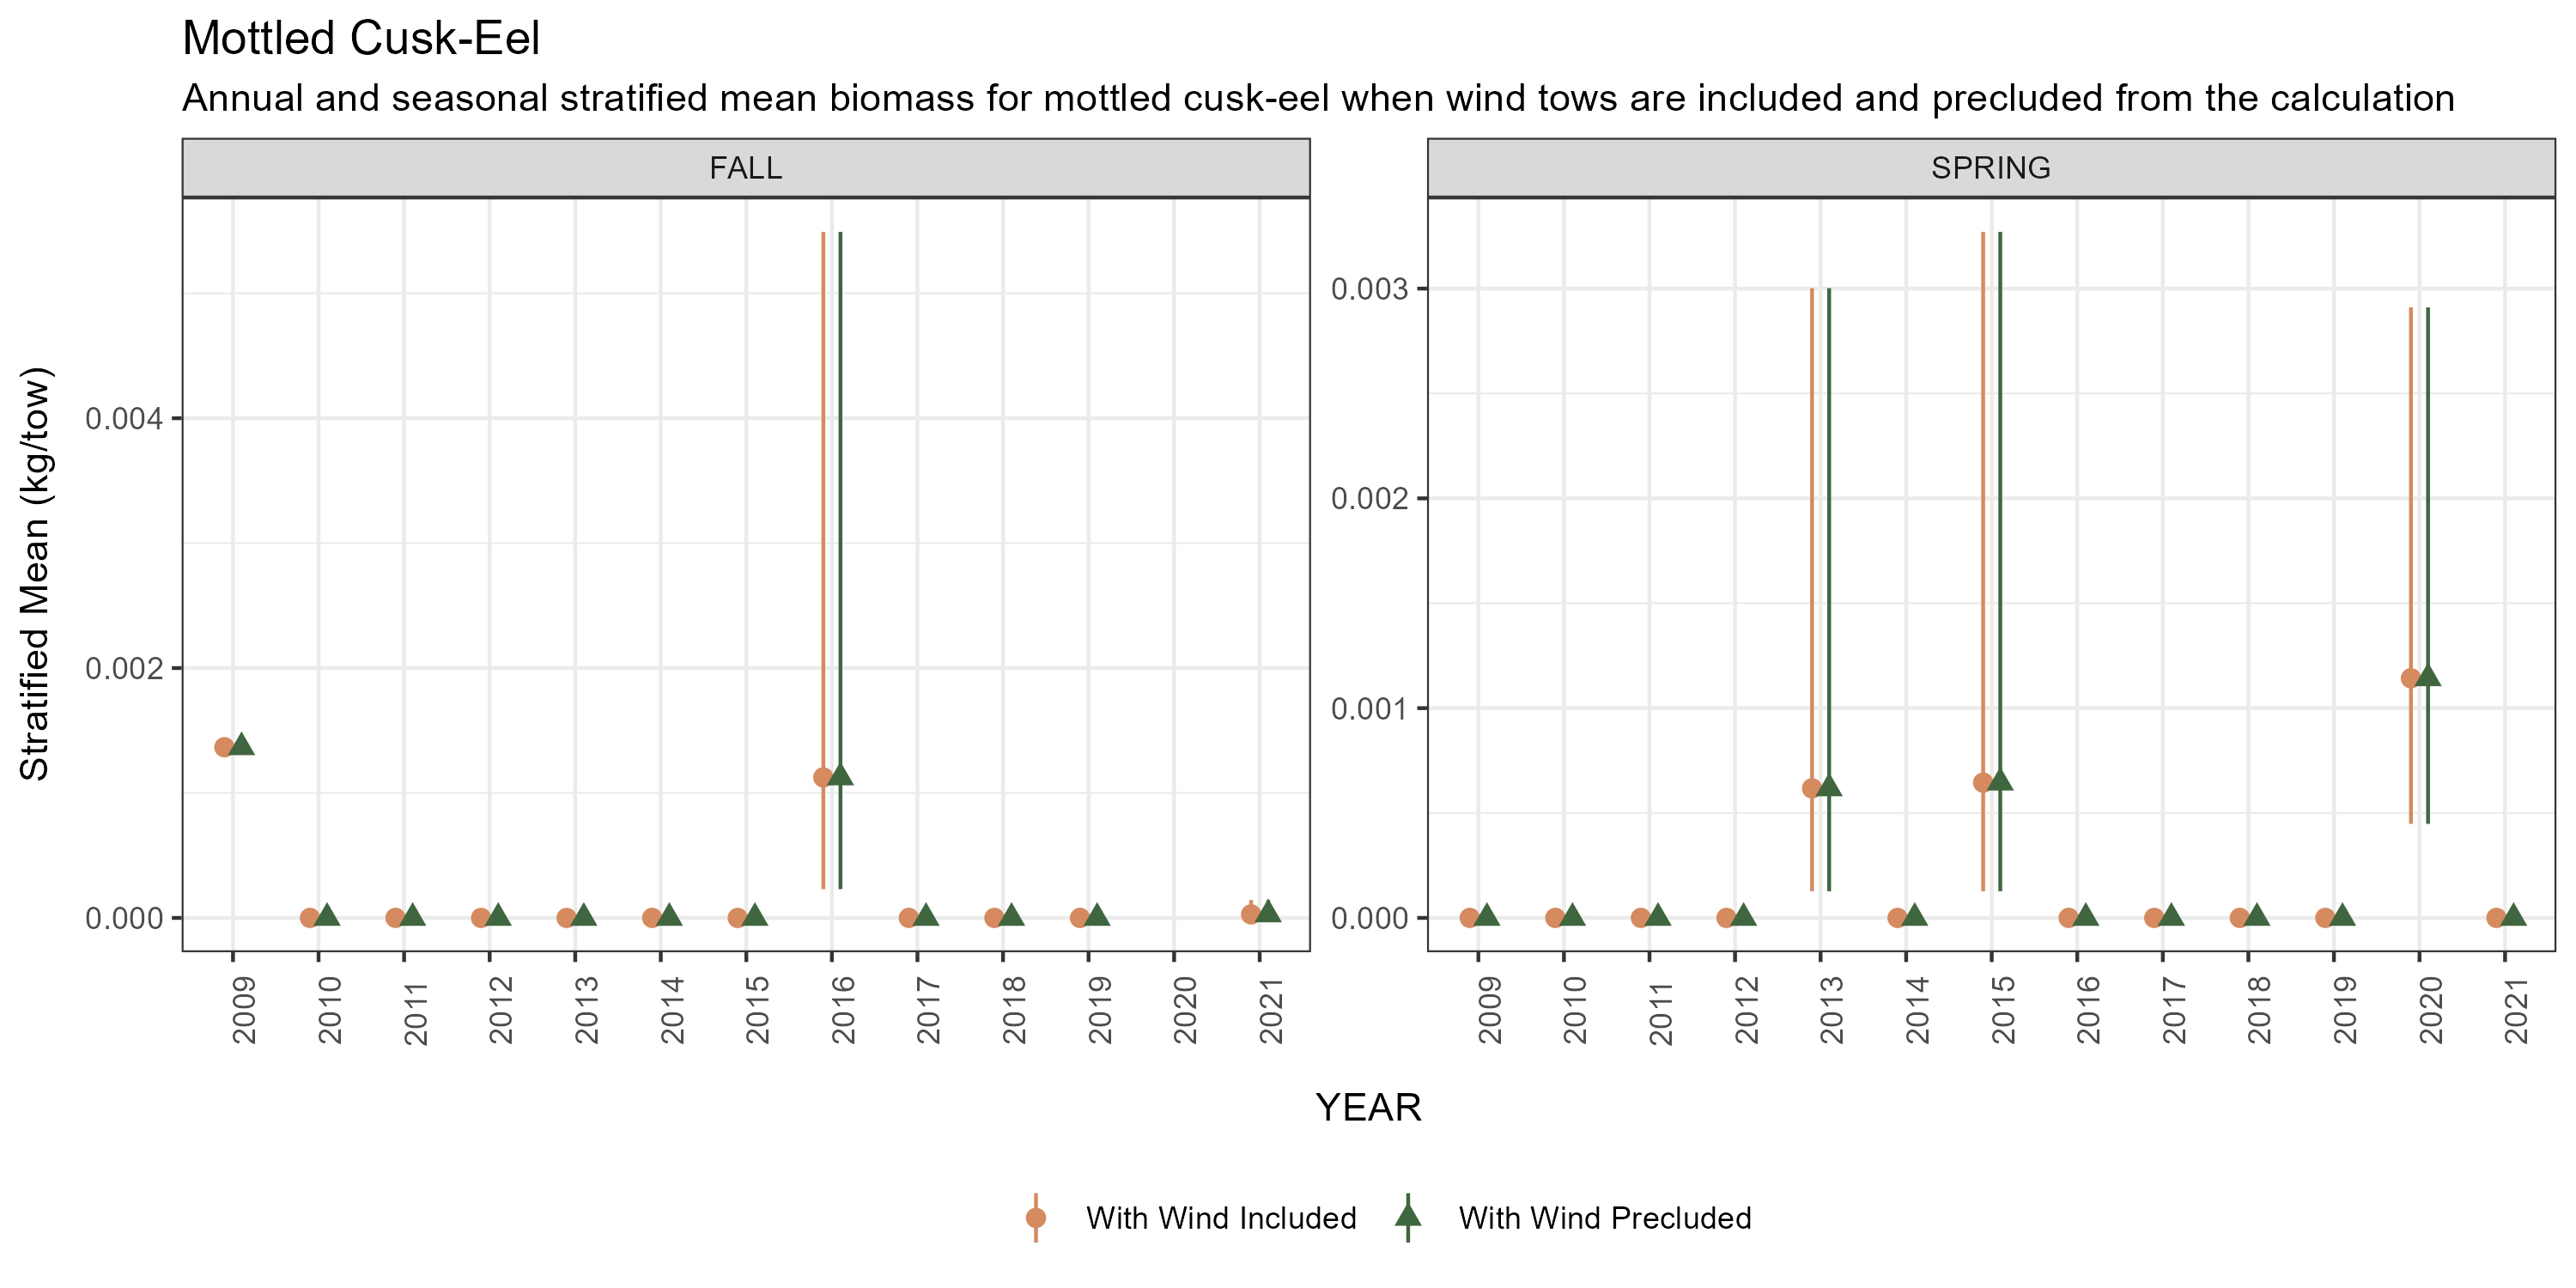 Mottled Cusk-Eel
Annual and seasonal stratified mean biomass for mottled cusk-eel when wind tows are included and precluded from the calculation
FALL
SPRING
Stratified Mean (kg/tow)
0.004
0.002
0.000
0.003
0.002
0.001
0.000
2009 2010 2011 2012 2013 2014 2015 2016 2017 2018 2019 2020 2021
2009 2010 2011 2012 2013 2014 2015 2016 2017 2018 2019 2020 2021
YEAR
With Wind Included With Wind Precluded